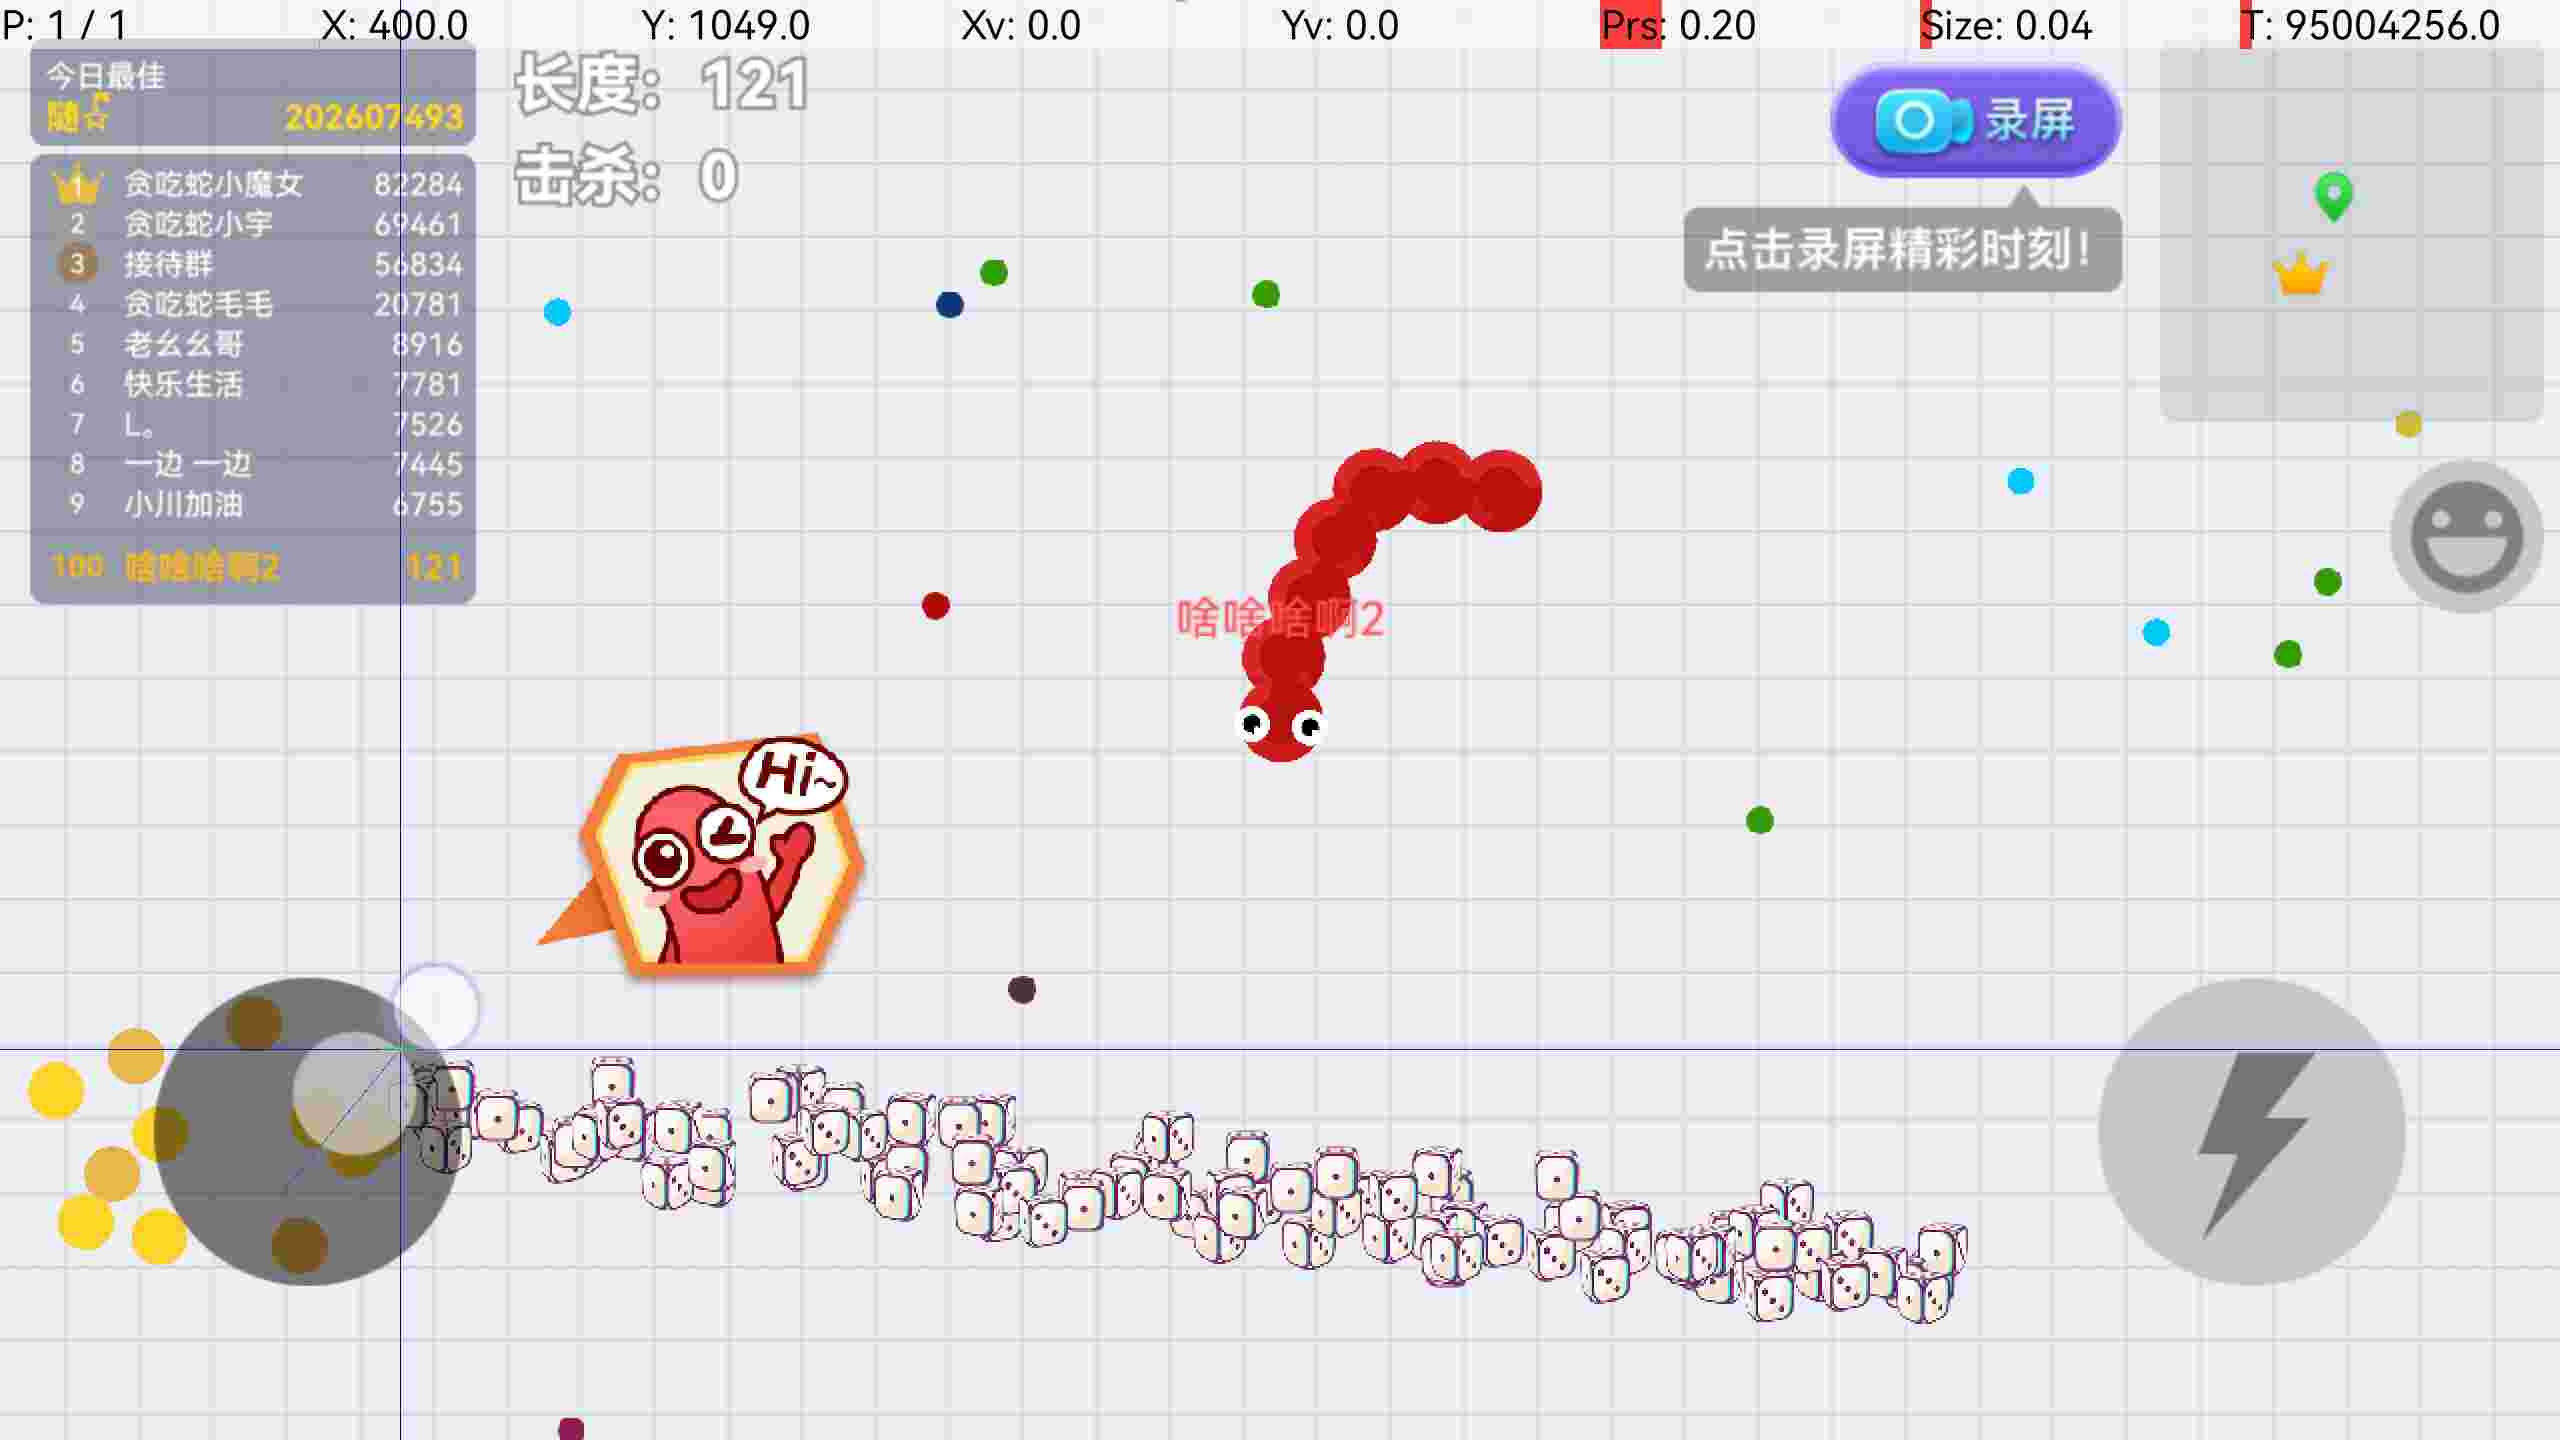 P: 1 / 1 X: 400.0 Y: 1049.0 Xv: 0.0 Yv: 0.0 Prs: 0.20 Size: 0.04 T: 95004256.0
今日最佳
随 202607493
1 贪吃蛇小魔女 82284
2 贪吃蛇小宇 69461
3 接待群 56834
4 贪吃蛇毛毛 20781
5 老幺幺哥 8916
6 快乐生活 7781
7 L。 7526
8 一边 一边 7445
9 小川加油 6755
100 啥啥啥啊2 121
长度：121
击杀：0
录屏
点击录屏精彩时刻！
啥啥啥啊2
Hi~